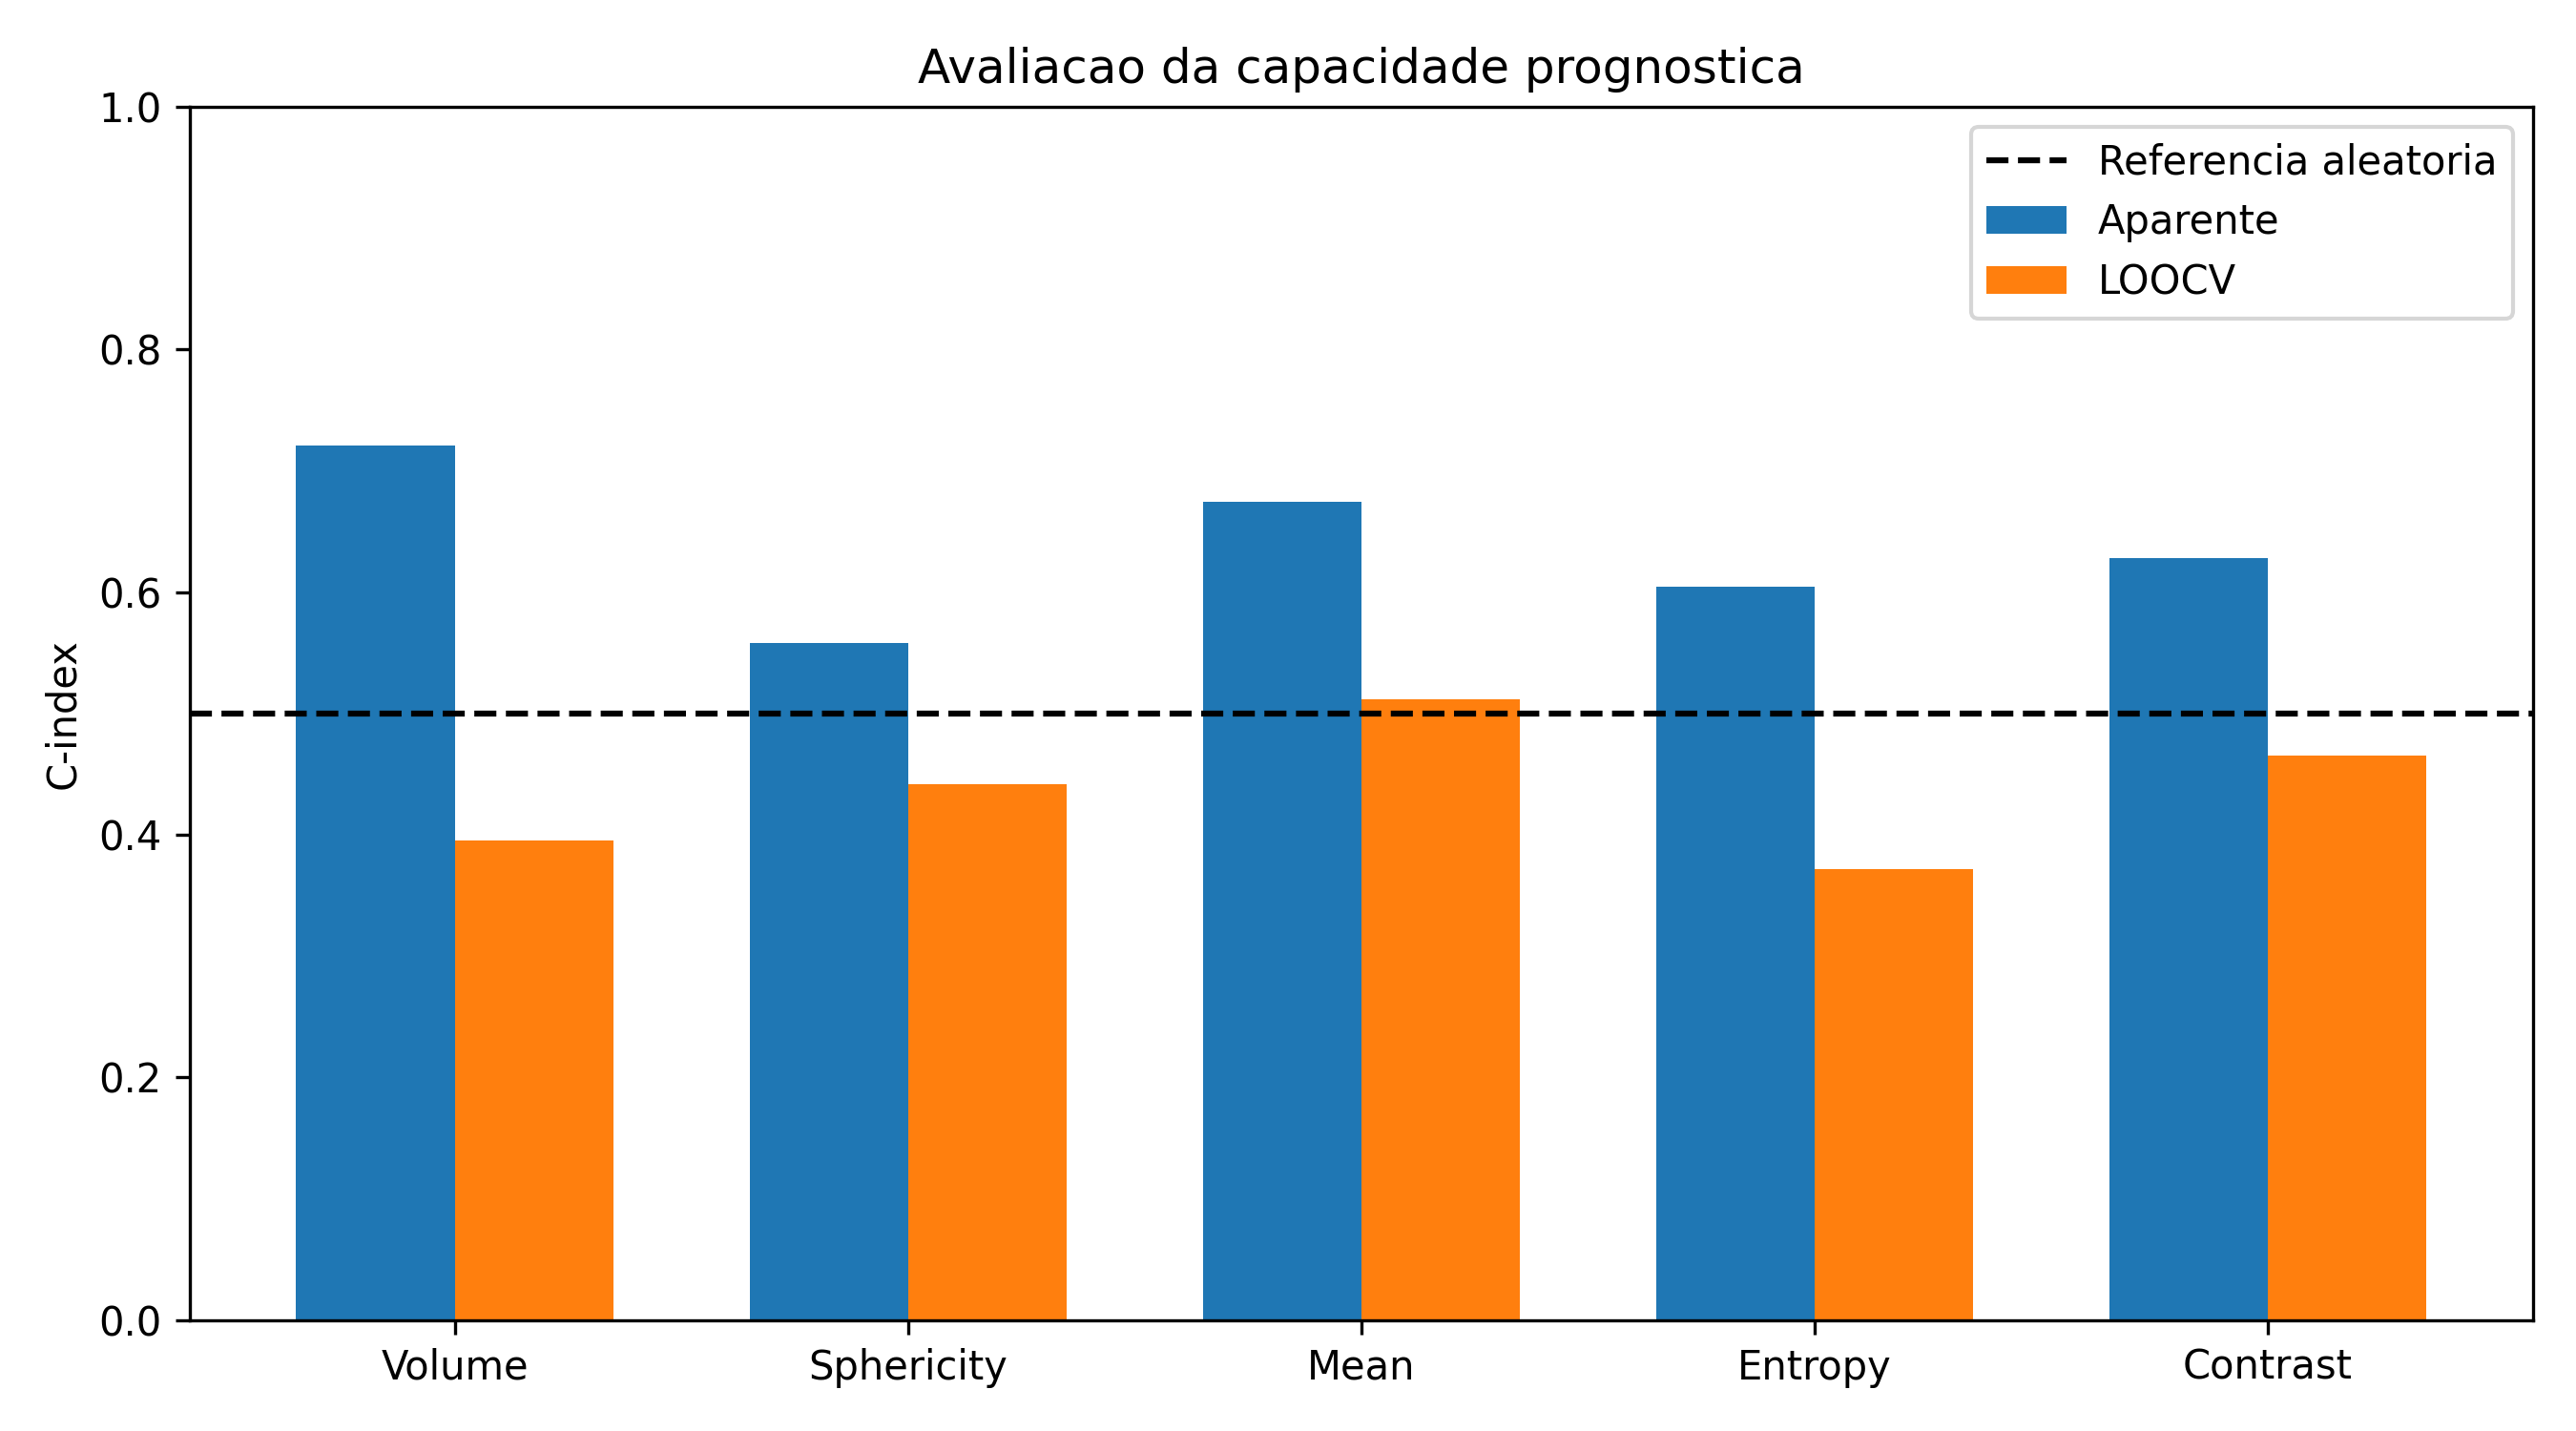 Avaliacao da capacidade prognostica
1.0
0.8
0.6
0.4
0.2
0.0
C-index
Referencia aleatoria
Aparente
LOOCV
Volume
Sphericity
Mean
Entropy
Contrast